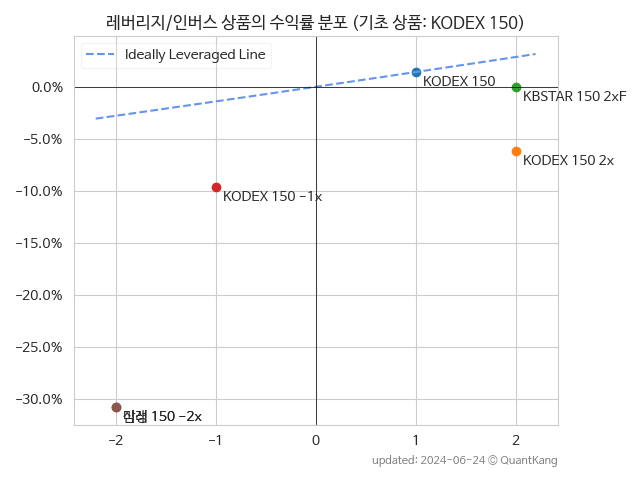 레버리지/인버스 상품의 수익률 분포 (기초 상품: KODEX 150)
Ideally Leveraged Line
0.0%
−5.0%
−10.0%
−15.0%
−20.0%
−25.0%
−30.0%
KODEX 150
KBSTAR 150 2xF
KODEX 150 2x
KODEX 150 −1x
150 −2x
−2
−1
0
1
2
updated: 2024-06-24 © QuantKang